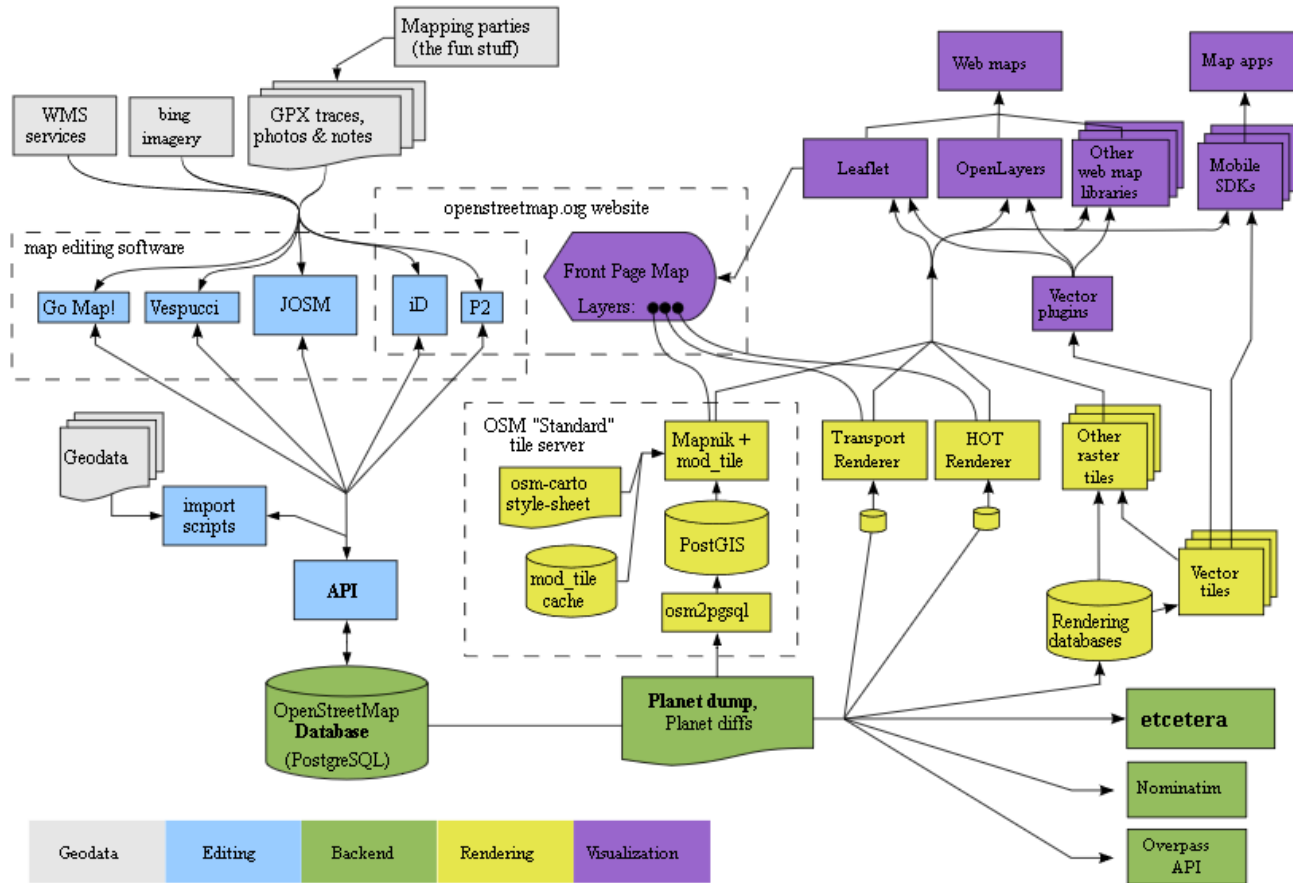 Mapping parties
(the fun stuff)
WMS
services
bing
imagery
GPX traces,
photos & notes
Web maps
Map apps
Leaflet
OpenLayers
Other
web map
libraries
Mobile
SDKs
openstreetmap.org website
map editing software
Go Map!
Vespucci
JOSM
iD
P2
Front Page Map
Layers:
Vector
plugins
Geodata
import
scripts
API
OSM "Standard"
tile server
osm-carto
style-sheet
mod_tile
cache
Mapnik +
mod_tile
PostGIS
osm2pgsql
Transport
Renderer
HOT
Renderer
Other
raster
tiles
Vector
tiles
Rendering
databases
OpenStreetMap
Database
(PostgreSQL)
Planet dump,
Planet diffs
etcetera
Nominatim
Overpass
API
Geodata
Editing
Backend
Rendering
Visualization